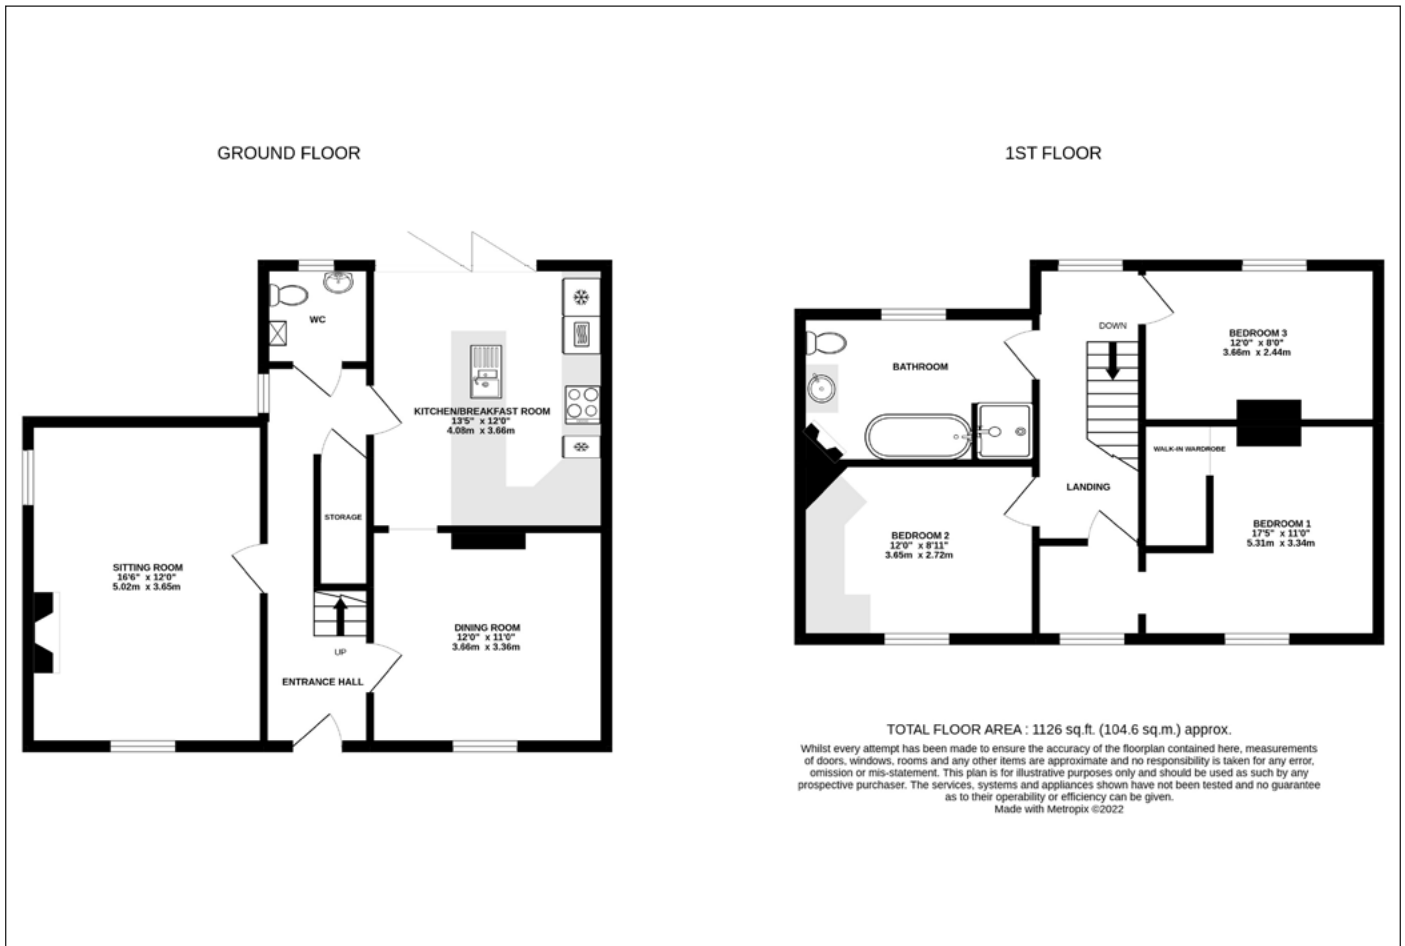 GROUND FLOOR
WC
KITCHEN/BREAKFAST ROOM
13'5" x 12'0"
4.08m x 3.66m
STORAGE
SITTING ROOM
16'6" x 12'0"
5.02m x 3.65m
DINING ROOM
12'0" x 11'0"
3.66m x 3.36m
UP
ENTRANCE HALL
1ST FLOOR
DOWN
BEDROOM 3
12'0" x 8'0"
3.66m x 2.44m
BATHROOM
WALK-IN WARDROBE
LANDING
BEDROOM 1
17'5" x 11'0"
5.31m x 3.34m
BEDROOM 2
12'0" x 8'11"
3.65m x 2.72m
TOTAL FLOOR AREA : 1126 sq.ft. (104.6 sq.m.) approx.
Whilst every attempt has been made to ensure the accuracy of the floorplan contained here, measurements
of doors, windows, rooms and any other items are approximate and no responsibility is taken for any error,
omission or mis-statement. This plan is for illustrative purposes only and should be used as such by any
prospective purchaser. The services, systems and appliances shown have not been tested and no guarantee
as to their operability or efficiency can be given.
Made with Metropix ©2022